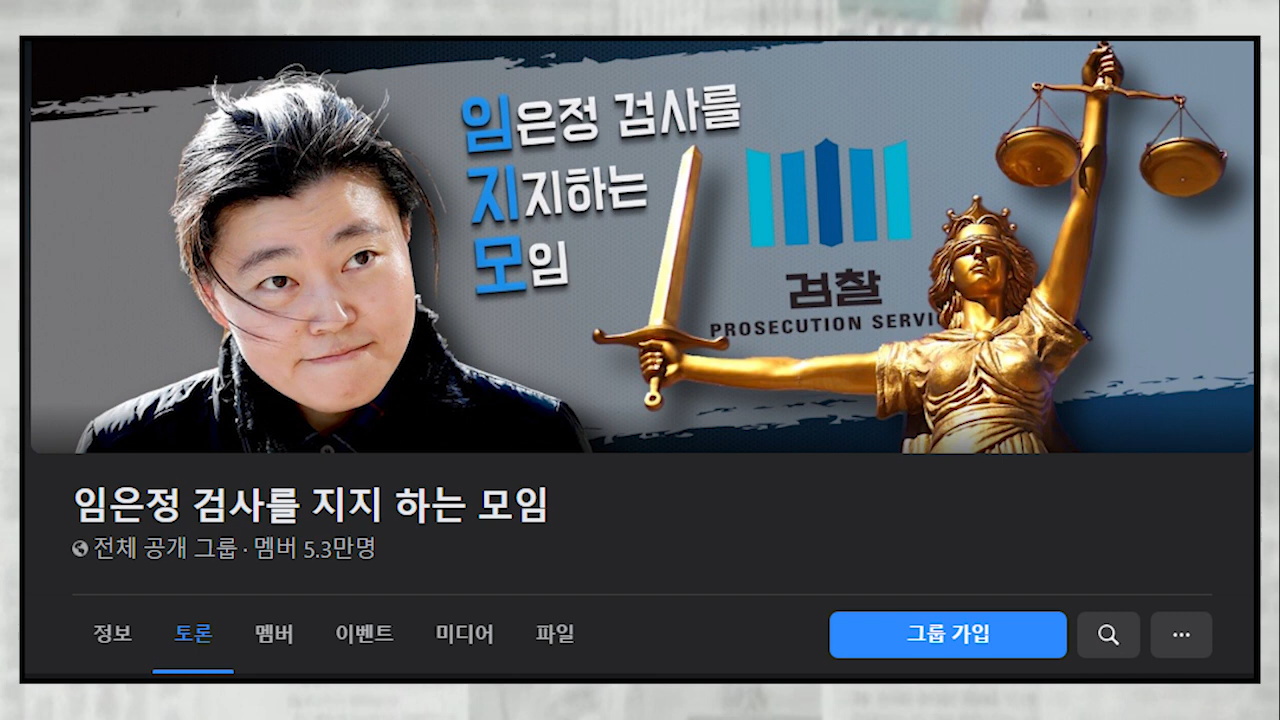 임은정 검사를
지지하는
모임
검찰
PROSECUTION SERVI
임은정 검사를 지지 하는 모임
전체 공개 그룹 · 멤버 5.3만명
정보 토론 멤버 이벤트 미디어 파일 그룹 가입